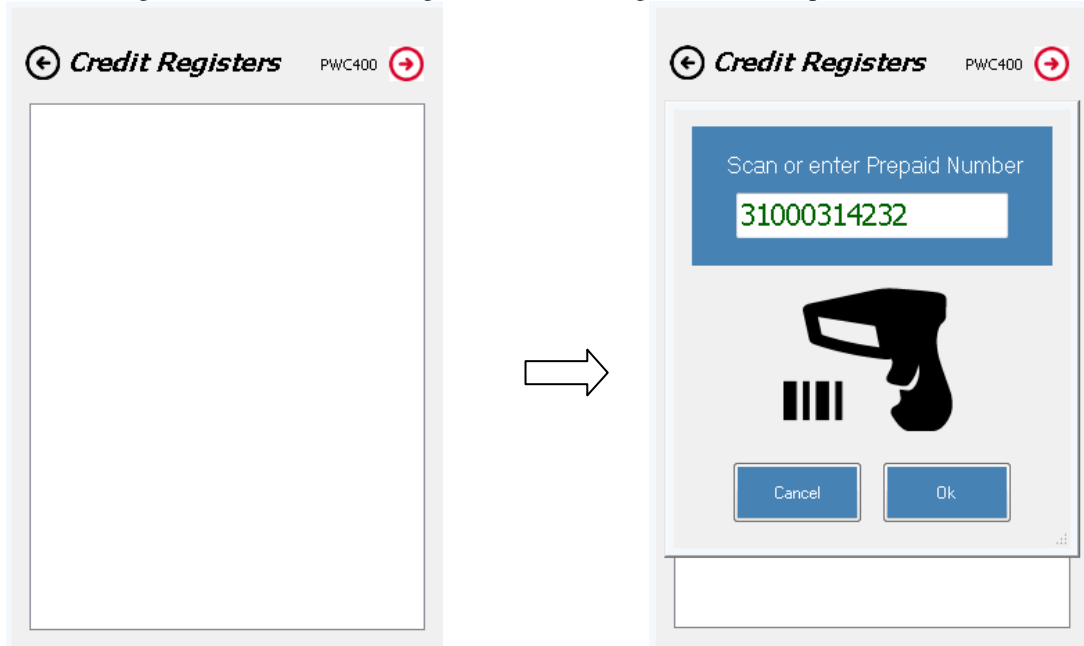 Credit Registers PWC400
Credit Registers PWC400
Scan or enter Prepaid Number
31000314232
Cancel Ok